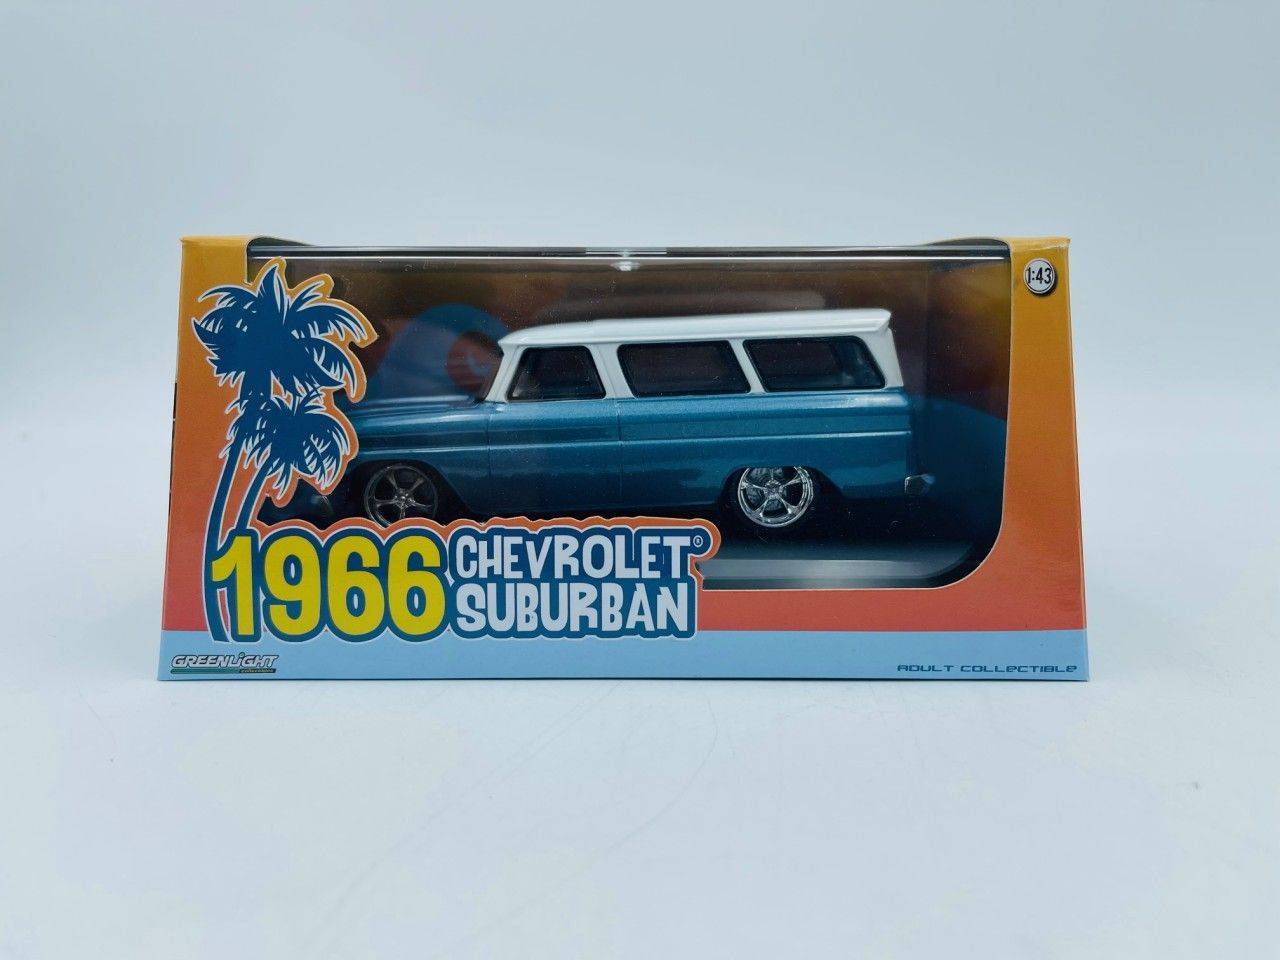 1:43
1966
CHEVROLET®
SUBURBAN
GREENLiGHT
ADULT COLLECTIBLE